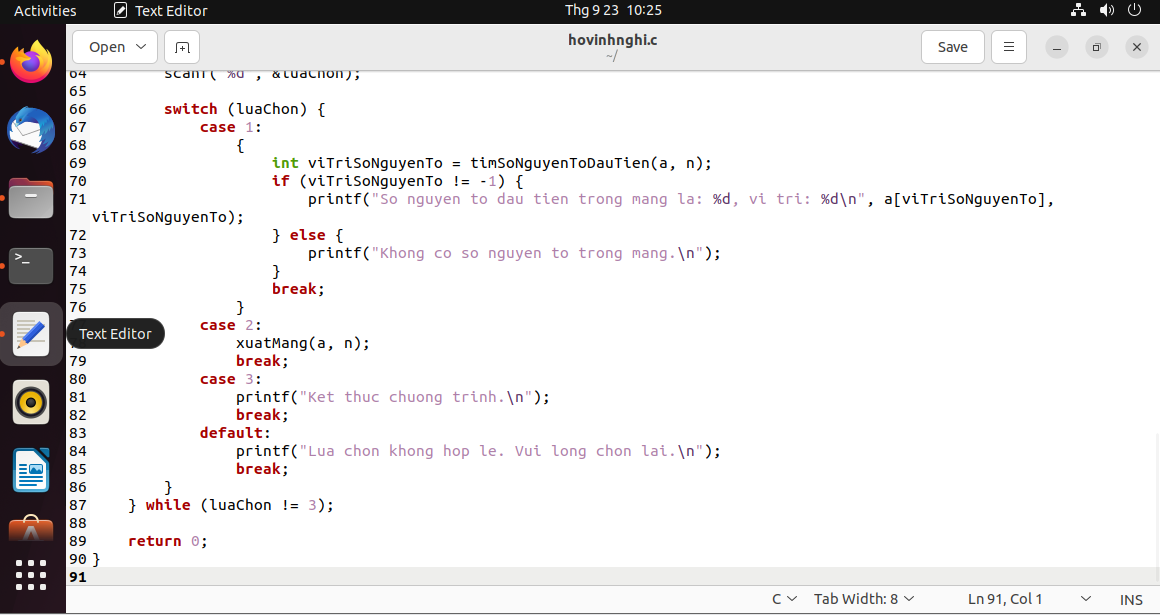 Activities Text Editor Thg 9 23 10:25
Open hovinhnghi.c Save
~/
64 scanf("%d", &luaChon);
65
66 switch (luaChon) {
67 case 1:
68 {
69 int viTriSoNguyenTo = timSoNguyenToDauTien(a, n);
70 if (viTriSoNguyenTo != -1) {
71 printf("So nguyen to dau tien trong mang la: %d, vi tri: %d\n", a[viTriSoNguyenTo],
viTriSoNguyenTo);
72 } else {
73 printf("Khong co so nguyen to trong mang.\n");
74 }
75 break;
76 }
case 2:
Text Editor
xuatMang(a, n);
79 break;
80 case 3:
81 printf("Ket thuc chuong trinh.\n");
82 break;
83 default:
84 printf("Lua chon khong hop le. Vui long chon lai.\n");
85 break;
86 }
87 } while (luaChon != 3);
88
89 return 0;
90 }
91
C Tab Width: 8 Ln 91, Col 1 INS